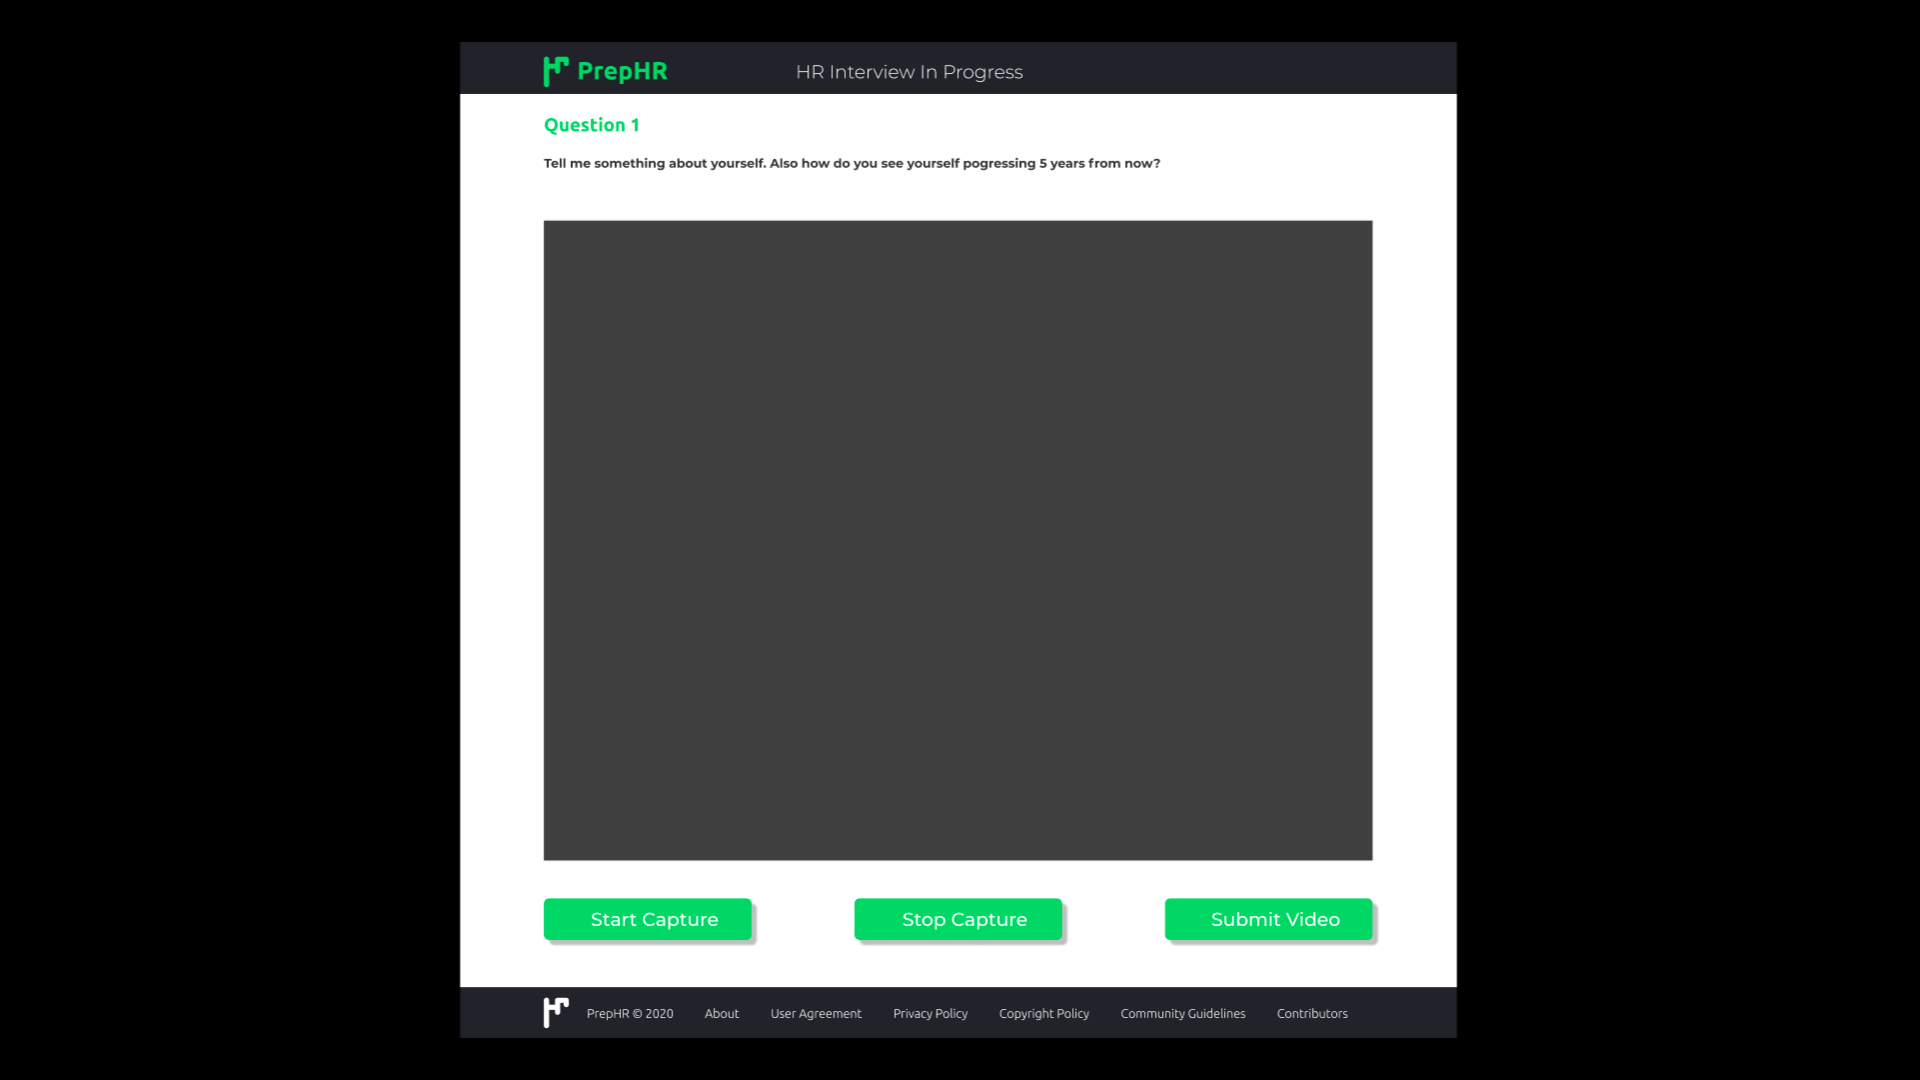 PrepHR HR Interview In Progress
Question 1
Tell me something about yourself. Also how do you see yourself pogressing 5 years from now?
Start Capture Stop Capture Submit Video
PrepHR © 2020 About User Agreement Privacy Policy Copyright Policy Community Guidelines Contributors